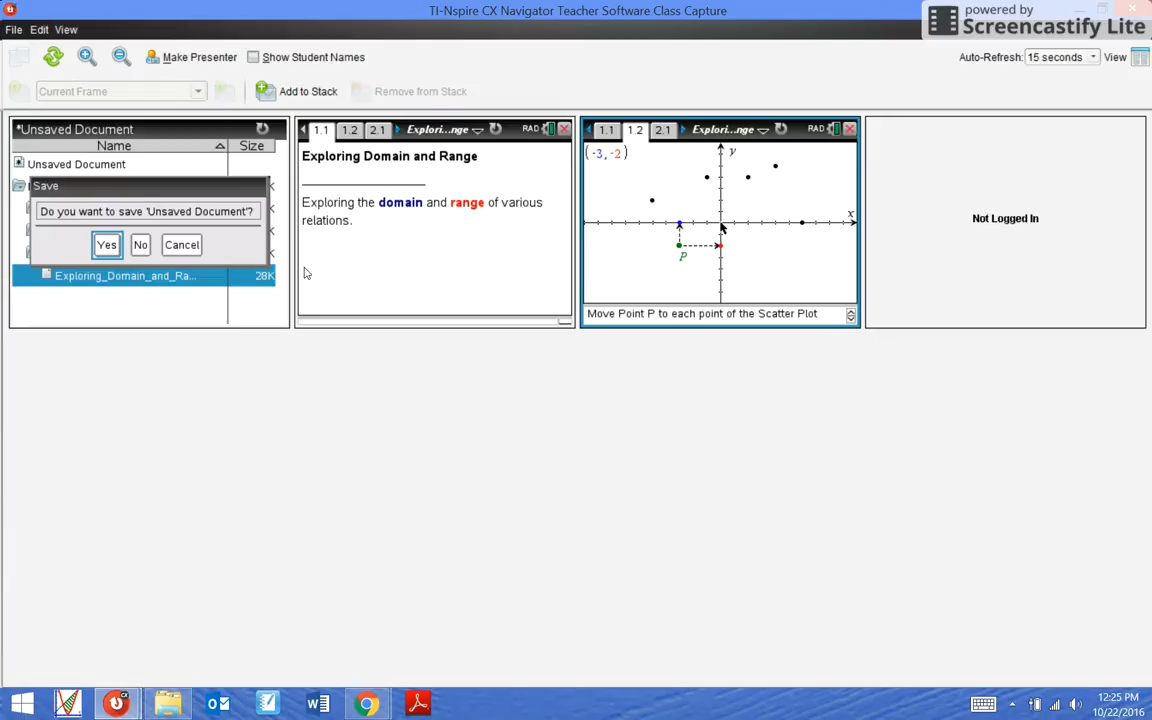 TI-Nspire CX Navigator Teacher Software Class Capture
powered by
Screencastify Lite
File Edit View
Make Presenter
Show Student Names
Auto-Refresh: 15 seconds View
Current Frame
Add to Stack
Remove from Stack
*Unsaved Document
Name Size
Unsaved Document
Save
Do you want to save 'Unsaved Document'?
Yes No Cancel
Exploring_Domain_and_Ra... 28K
1.1 1.2 2.1 Explori...nge RAD
Exploring Domain and Range
Exploring the domain and range of various
relations.
1.1 1.2 2.1 Explori...nge RAD
(-3,-2)
y
x
P
Move Point P to each point of the Scatter Plot
Not Logged In
12:25 PM
10/22/2016